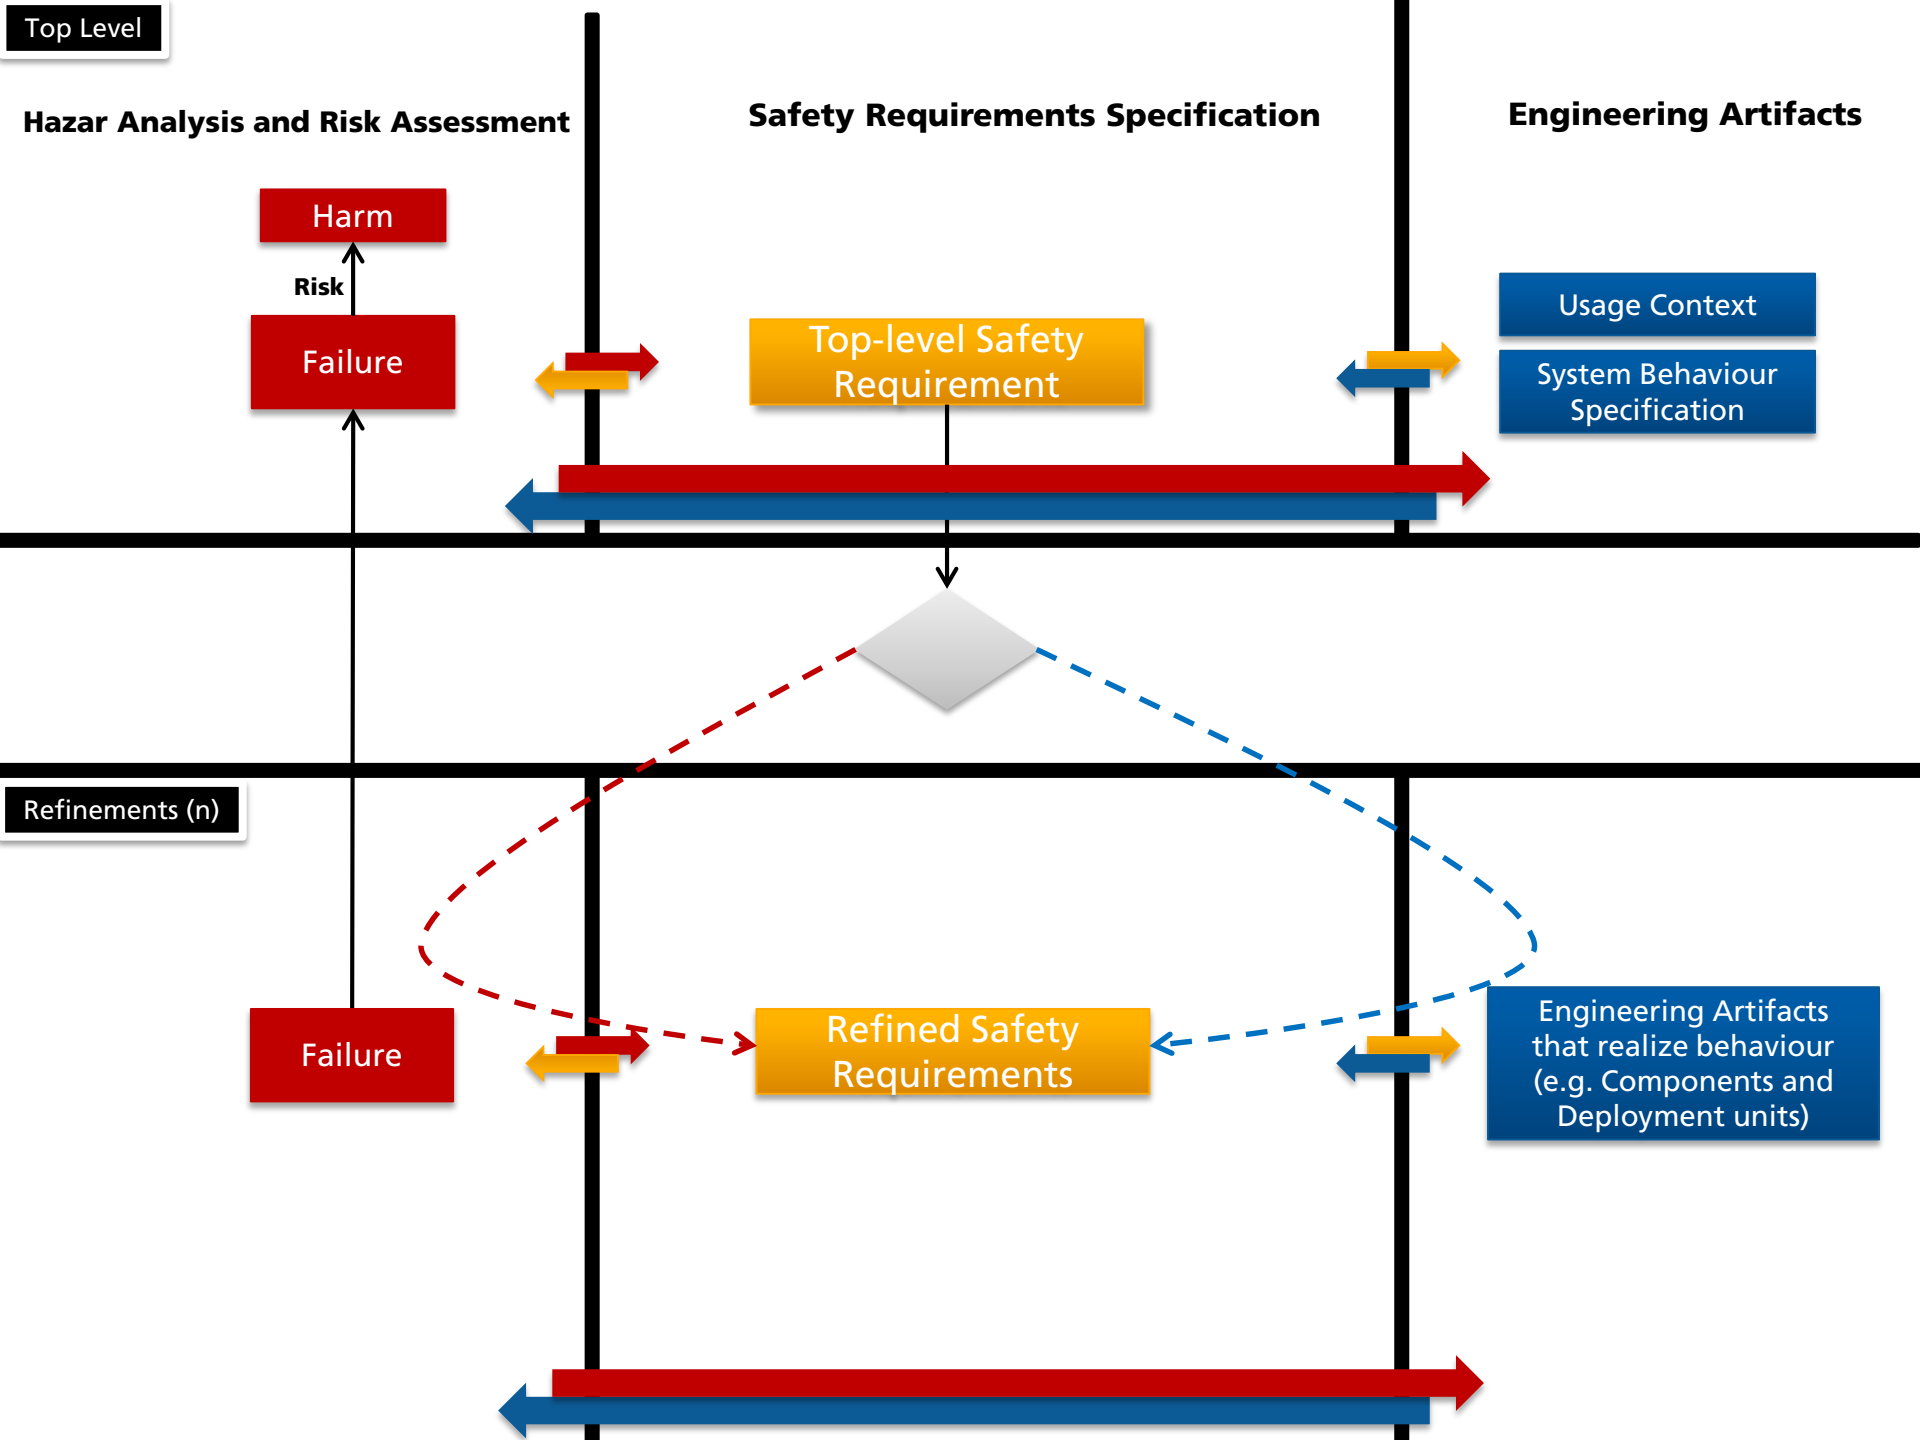 Top Level
Hazar Analysis and Risk Assessment
Safety Requirements Specification
Engineering Artifacts
Harm
Risk
Failure
Top-level Safety
Requirement
Usage Context
System Behaviour
Specification
Refinements (n)
Failure
Refined Safety
Requirements
Engineering Artifacts
that realize behaviour
(e.g. Components and
Deployment units)